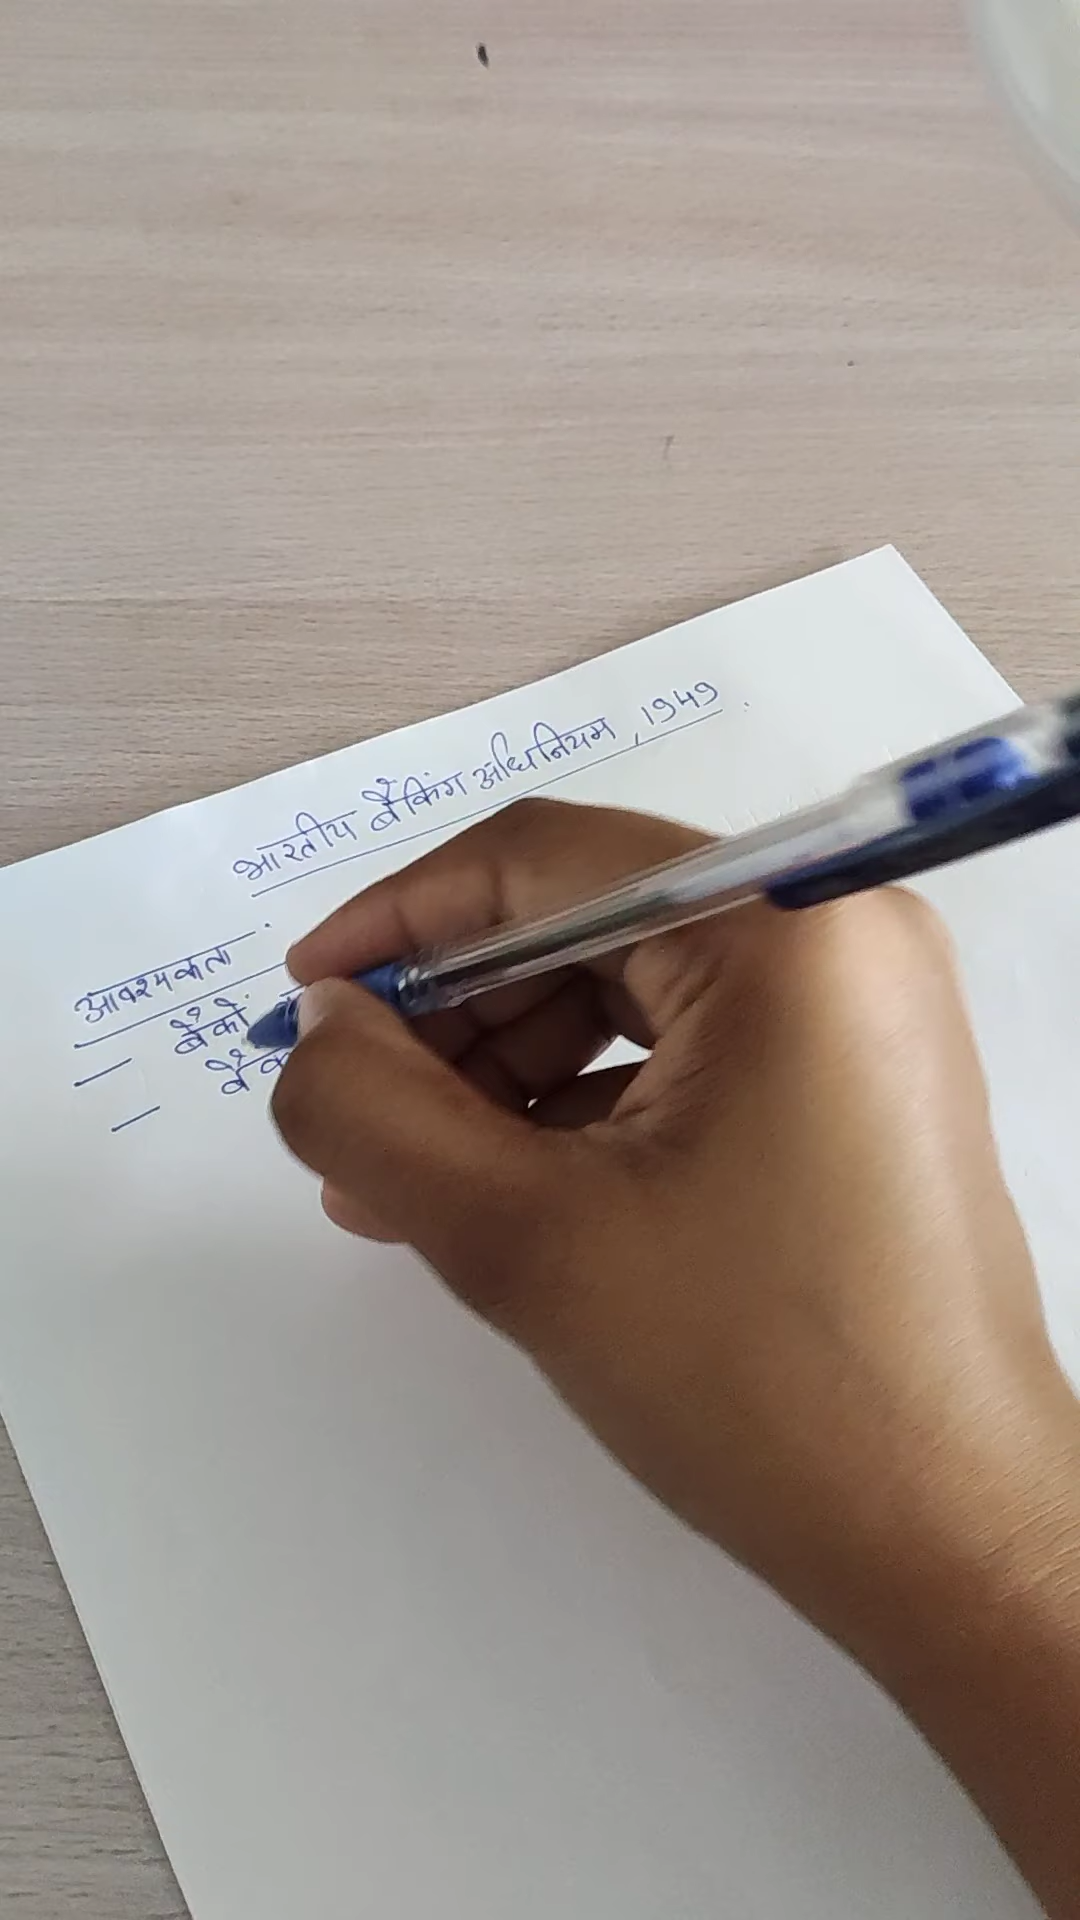 भारतीय बैंकिंग अधिनियम, 1949.
आवश्यकता.
— बैंकों
— बैंक